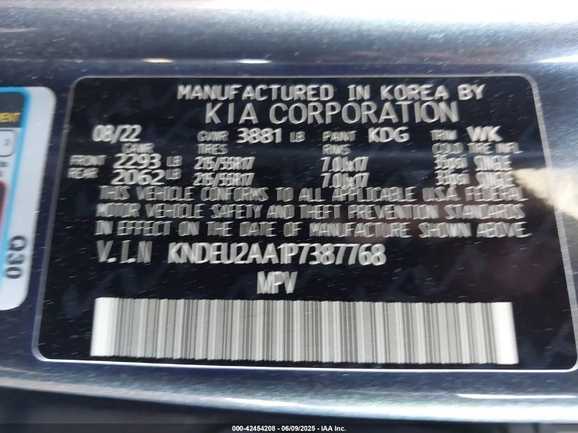 MANUFACTURED IN KOREA BY
KIA CORPORATION
08/22 GVWR 3881 LB PAINT KDG TRIM WK
GAWR TIRES RIMS COLD TIRE INFL.
FRONT 2293 LB 215/55R17 7.0Jx17 35psi SINGLE
REAR 2062 LB 215/55R17 7.0Jx17 33psi SINGLE
THIS VEHICLE CONFORMS TO ALL APPLICABLE U.S.A. FEDERAL
MOTOR VEHICLE SAFETY AND THEFT PREVENTION STANDARDS
IN EFFECT ON THE DATE OF MANUFACTURE SHOWN ABOVE.
V.I.N KNDEU2AA1P7387768
MPV
Q30
000-42454208 - 06/09/2025 - IAA Inc.